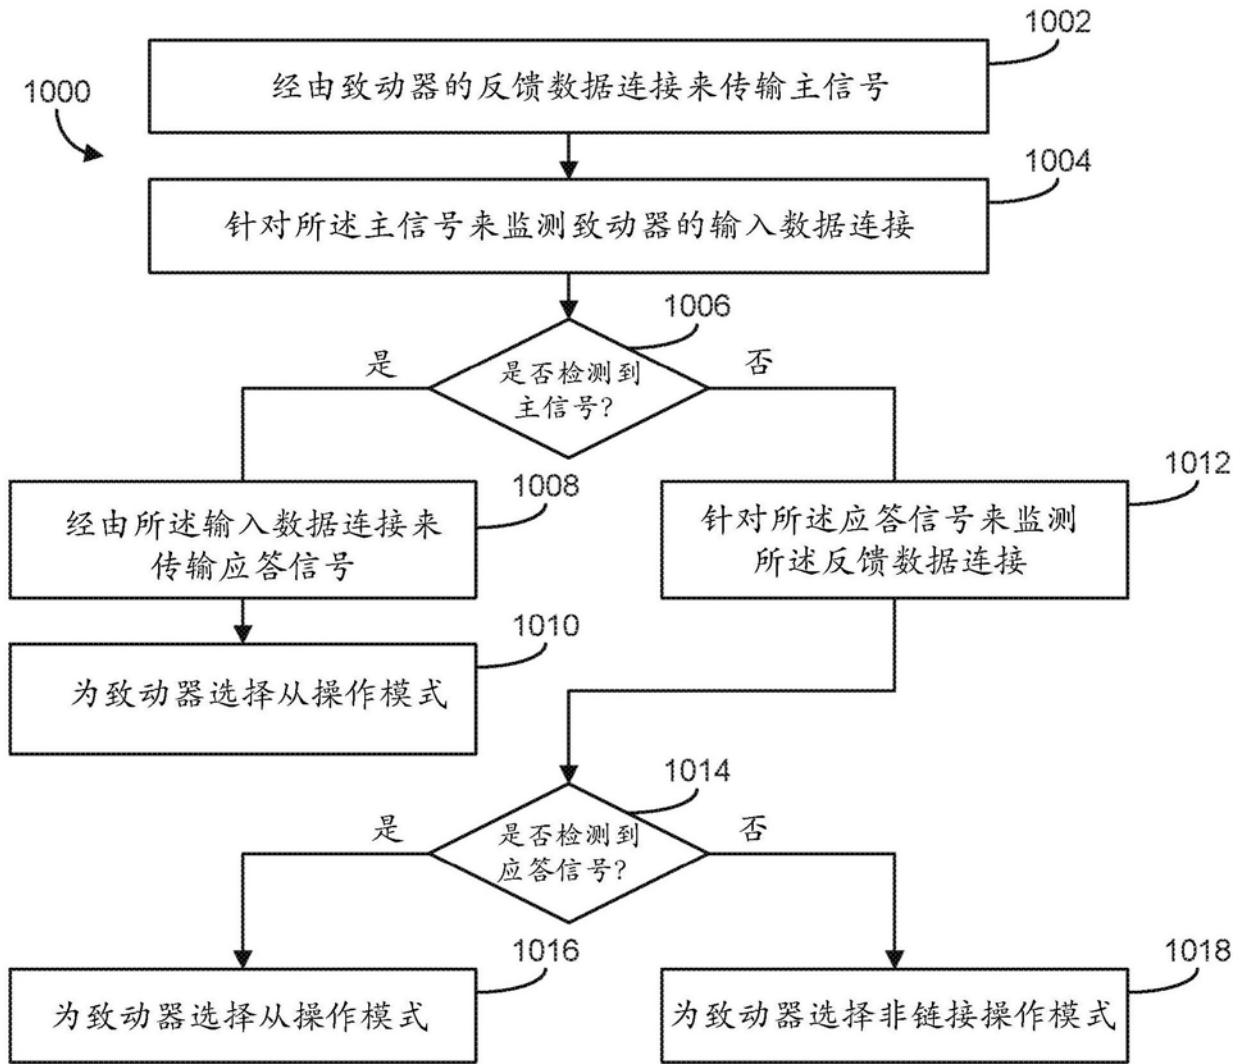 1002
经由致动器的反馈数据连接来传输主信号
1000
1004
针对所述主信号来监测致动器的输入数据连接
1006
是
否
是否检测到
主信号?
1008
经由所述输入数据连接来
传输应答信号
1012
针对所述应答信号来监测
所述反馈数据连接
1010
为致动器选择从操作模式
1014
是
否
是否检测到
应答信号?
1016
为致动器选择从操作模式
1018
为致动器选择非链接操作模式